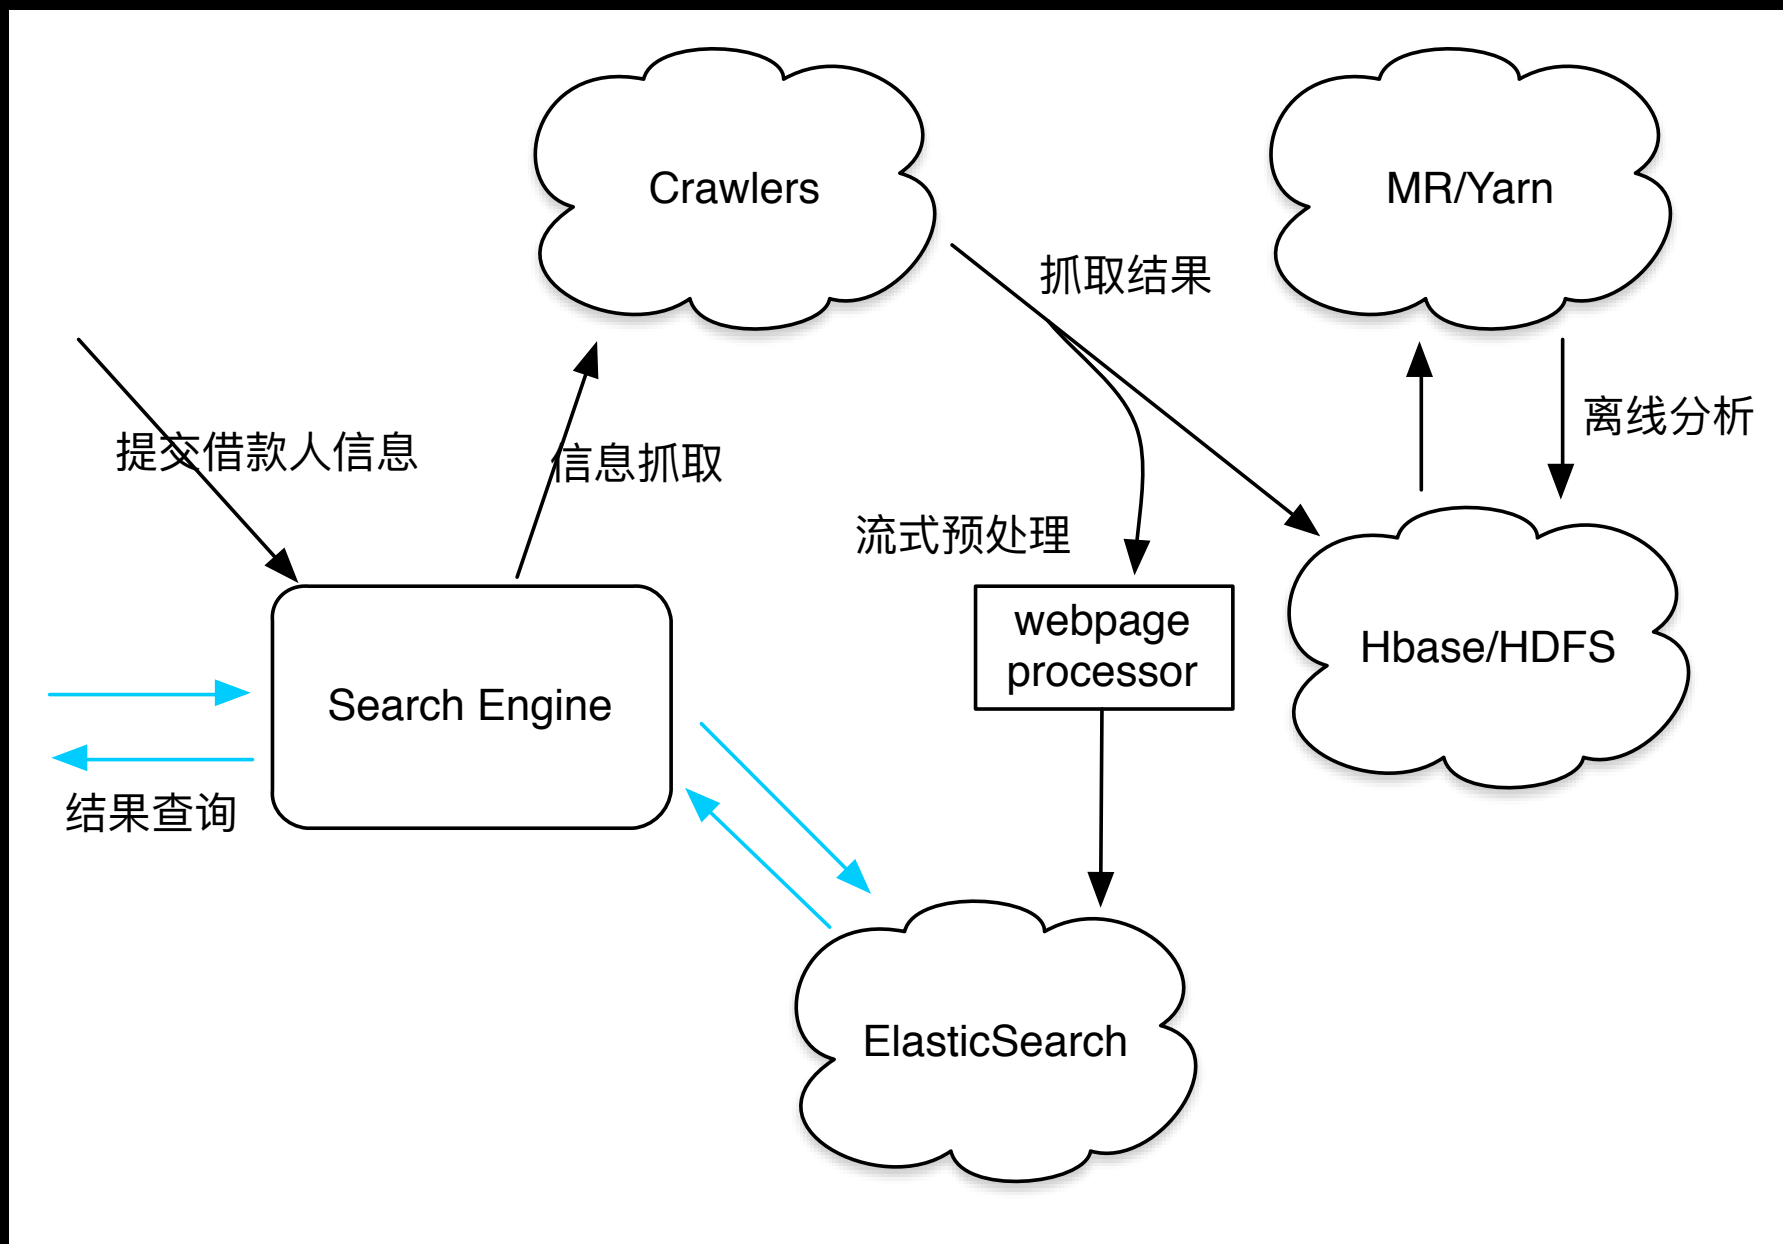 Crawlers
MR/Yarn
抓取结果
离线分析
提交借款人信息
信息抓取
流式预处理
webpage
processor
Hbase/HDFS
Search Engine
结果查询
ElasticSearch